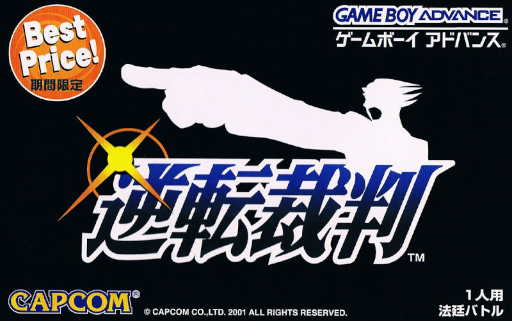 Best
Price!
期間限定
GAME BOY ADVANCE®
ゲームボーイ アドバンス®
逆転裁判™
CAPCOM®
© CAPCOM CO.,LTD. 2001 ALL RIGHTS RESERVED.
1人用
法廷バトル